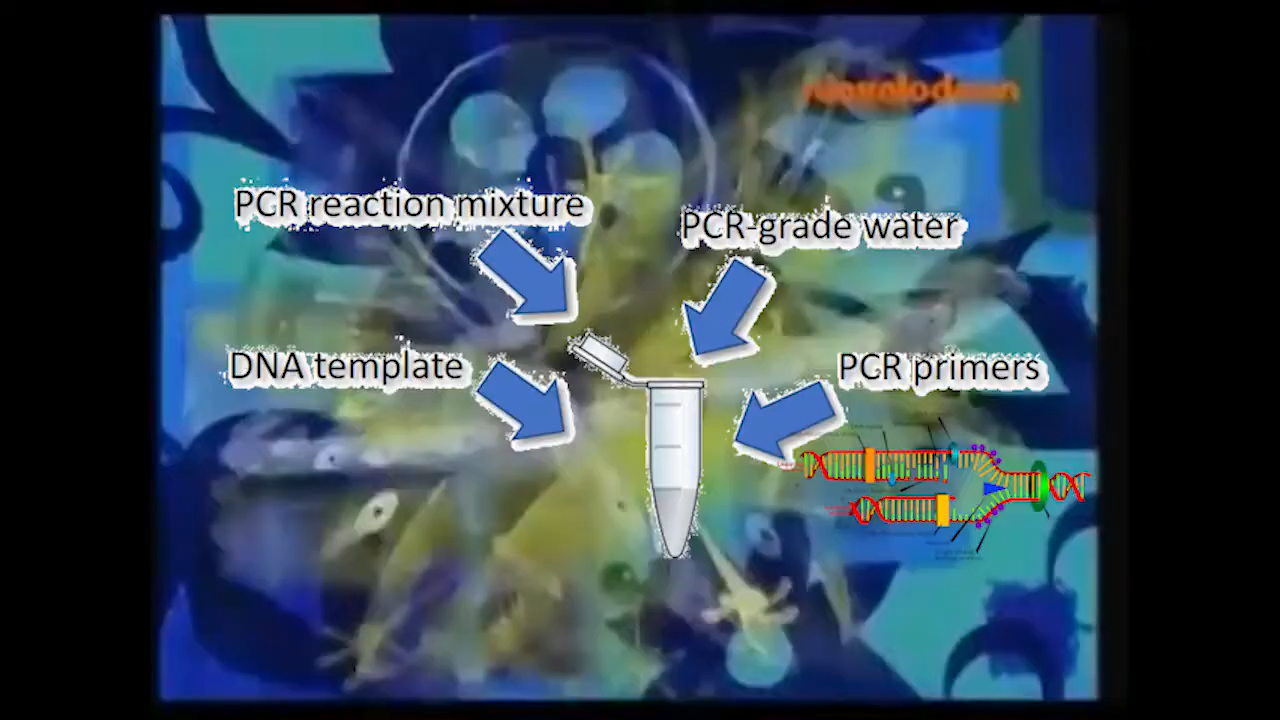 nickelodeon
PCR reaction mixture
PCR-grade water
DNA template
PCR primers